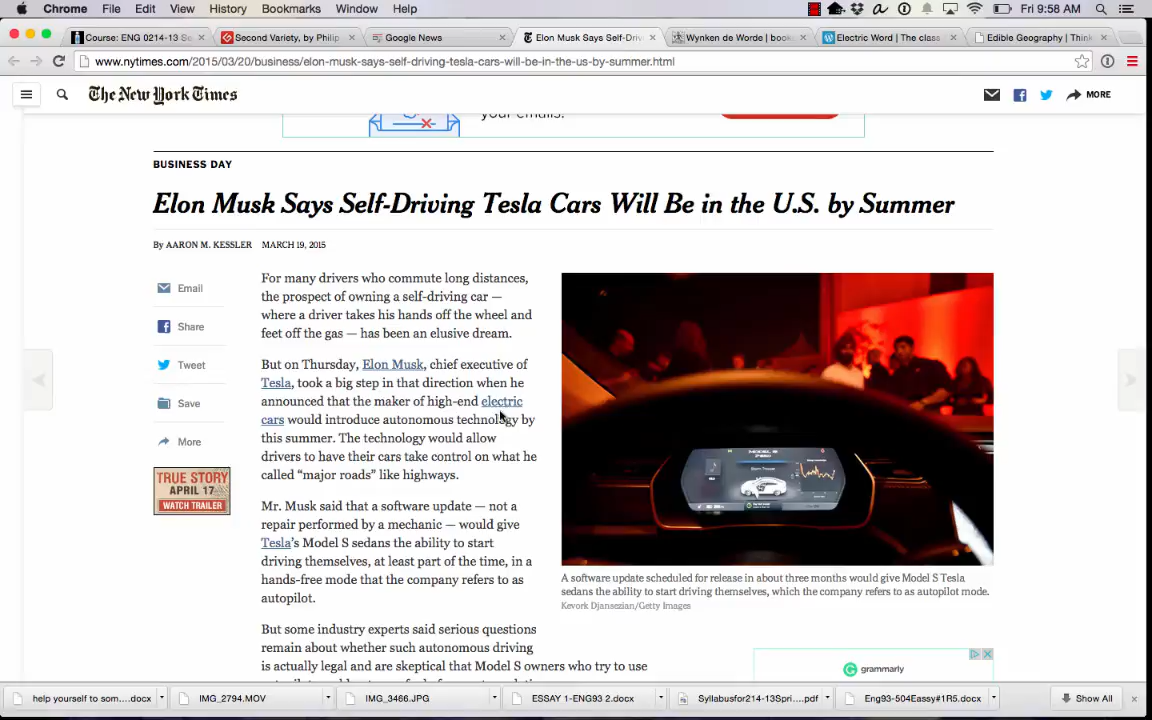 Chrome File Edit View History Bookmarks Window Help Fri 9:58 AM
Course: ENG 0214-13 Se
Second Variety, by Philip
Google News
Elon Musk Says Self-Driv
Wynken de Worde | book
Electric Word | The class
Edible Geography | Think
www.nytimes.com/2015/03/20/business/elon-musk-says-self-driving-tesla-cars-will-be-in-the-us-by-summer.html
The New York Times
MORE
your emails.
BUSINESS DAY
Elon Musk Says Self-Driving Tesla Cars Will Be in the U.S. by Summer
By AARON M. KESSLER MARCH 19, 2015
Email
Share
Tweet
Save
More
TRUE STORY
APRIL 17
WATCH TRAILER
For many drivers who commute long distances,
the prospect of owning a self-driving car —
where a driver takes his hands off the wheel and
feet off the gas — has been an elusive dream.
But on Thursday, Elon Musk, chief executive of
Tesla, took a big step in that direction when he
announced that the maker of high-end electric
cars would introduce autonomous technology by
this summer. The technology would allow
drivers to have their cars take control on what he
called “major roads” like highways.
Mr. Musk said that a software update — not a
repair performed by a mechanic — would give
Tesla’s Model S sedans the ability to start
driving themselves, at least part of the time, in a
hands-free mode that the company refers to as
autopilot.
But some industry experts said serious questions
remain about whether such autonomous driving
is actually legal and are skeptical that Model S owners who try to use
A software update scheduled for release in about three months would give Model S Tesla
sedans the ability to start driving themselves, which the company refers to as autopilot mode.
Kevork Djansezian/Getty Images
grammarly
help yourself to som....docx
IMG_2794.MOV
IMG_3466.JPG
ESSAY 1-ENG93 2.docx
Syllabusfor214-13Spri....pdf
Eng93-504Eassy#1R5.docx
Show All